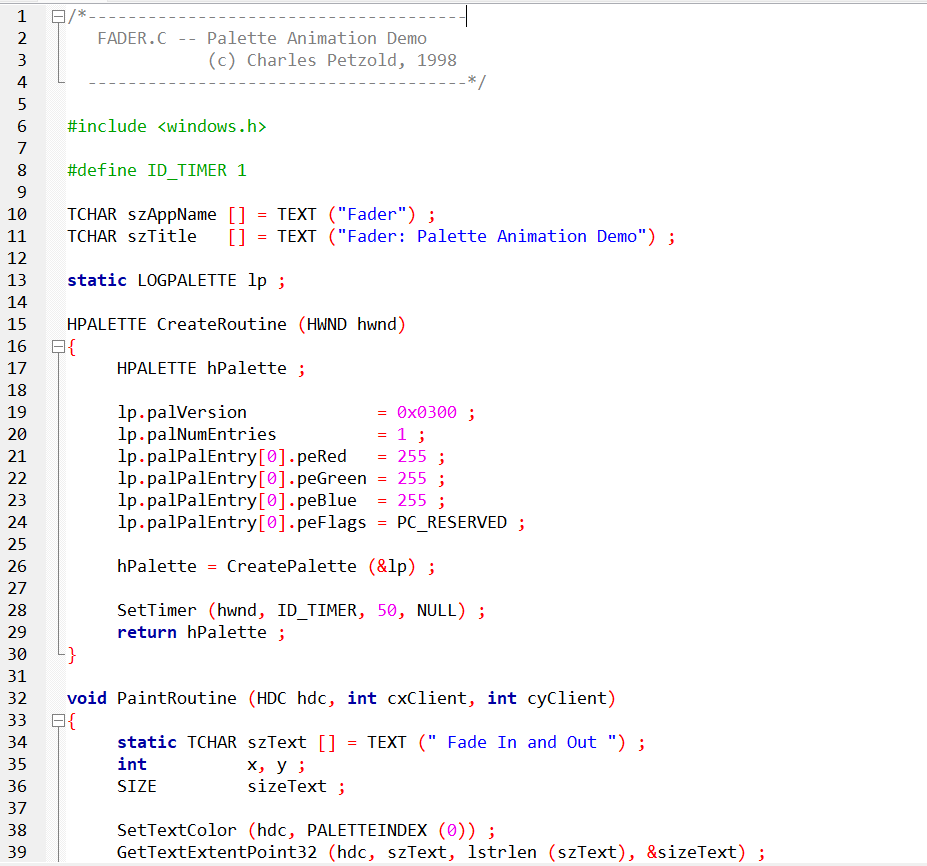 1 /*--------------------------------------
2    FADER.C -- Palette Animation Demo
3               (c) Charles Petzold, 1998
4   --------------------------------------*/
5
6 #include <windows.h>
7
8 #define ID_TIMER 1
9
10 TCHAR szAppName [] = TEXT ("Fader") ;
11 TCHAR szTitle   [] = TEXT ("Fader: Palette Animation Demo") ;
12
13 static LOGPALETTE lp ;
14
15 HPALETTE CreateRoutine (HWND hwnd)
16 {
17      HPALETTE hPalette ;
18
19      lp.palVersion             = 0x0300 ;
20      lp.palNumEntries          = 1 ;
21      lp.palPalEntry[0].peRed   = 255 ;
22      lp.palPalEntry[0].peGreen = 255 ;
23      lp.palPalEntry[0].peBlue  = 255 ;
24      lp.palPalEntry[0].peFlags = PC_RESERVED ;
25
26      hPalette = CreatePalette (&lp) ;
27
28      SetTimer (hwnd, ID_TIMER, 50, NULL) ;
29      return hPalette ;
30 }
31
32 void PaintRoutine (HDC hdc, int cxClient, int cyClient)
33 {
34      static TCHAR szText [] = TEXT (" Fade In and Out ") ;
35      int          x, y ;
36      SIZE         sizeText ;
37
38      SetTextColor (hdc, PALETTEINDEX (0)) ;
39      GetTextExtentPoint32 (hdc, szText, lstrlen (szText), &sizeText) ;